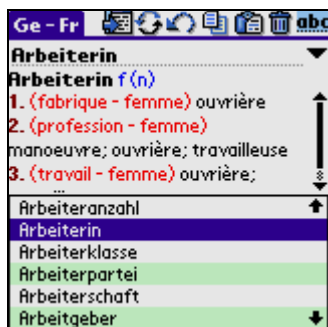 Ge - Fr abc
Arbeiterin
Arbeiterin f (n)
1. (fabrique - femme) ouvrière
2. (profession - femme)
manoeuvre; ouvrière; travailleuse
3. (travail - femme) ouvrière;
Arbeiteranzahl
Arbeiterin
Arbeiterklasse
Arbeiterpartei
Arbeiterschaft
Arbeitgeber